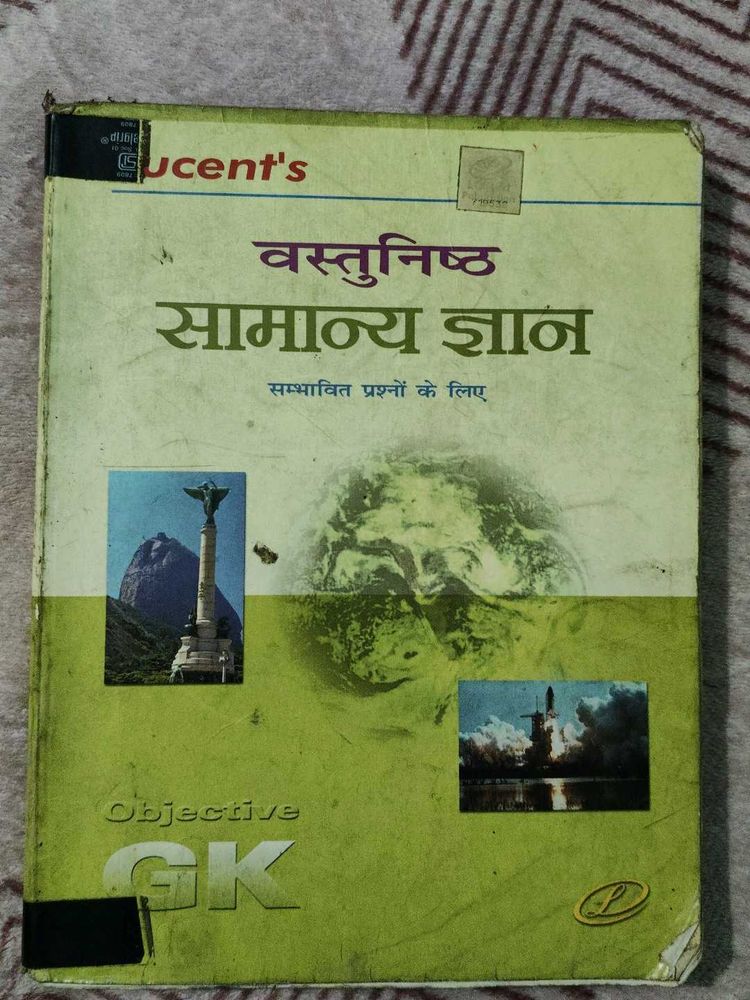 ucent's
वस्तुनिष्ठ
सामान्य ज्ञान
सम्भावित प्रश्नों के लिए
Objective
GK
L